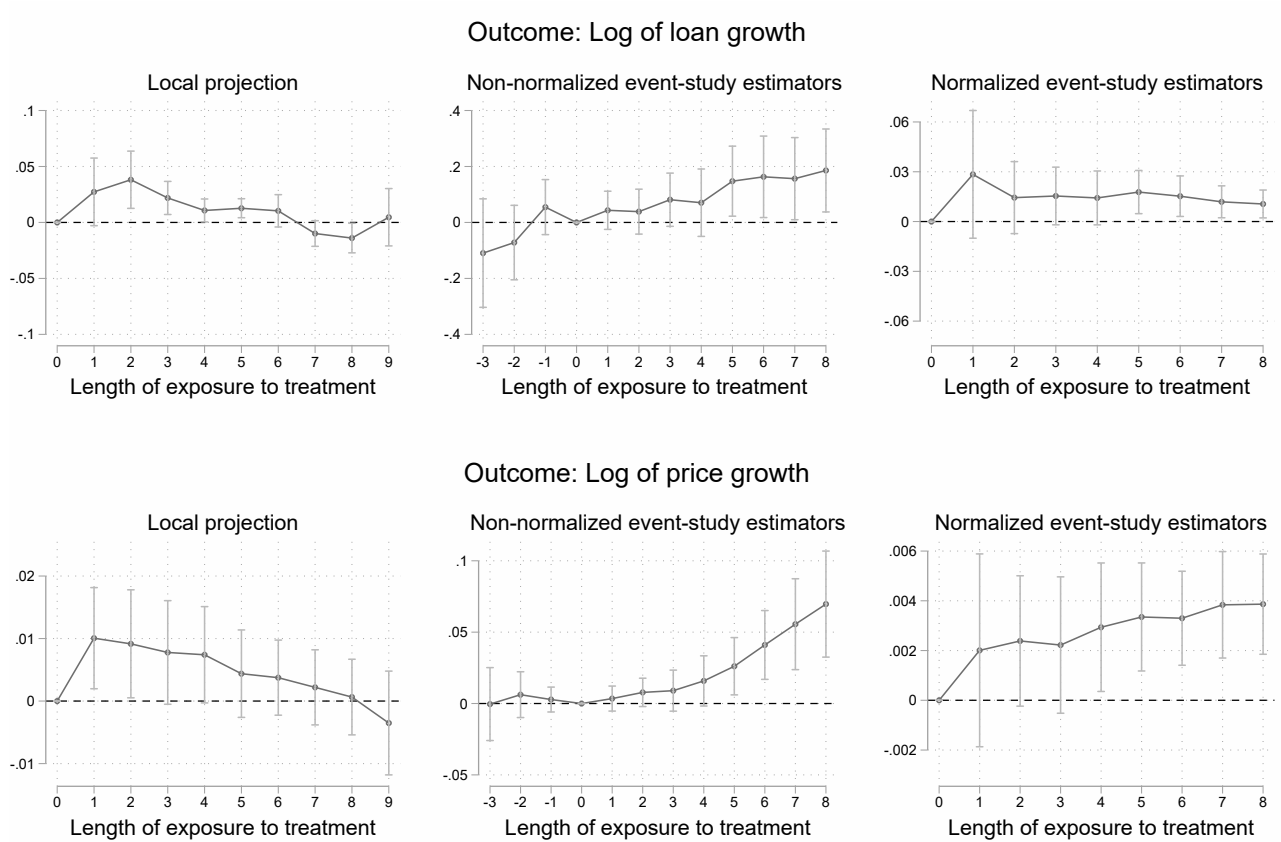 Outcome: Log of loan growth
Local projection
.1
.05
0
-.05
-.1
0 1 2 3 4 5 6 7 8 9
Length of exposure to treatment
Non-normalized event-study estimators
.4
.2
0
-.2
-.4
-3 -2 -1 0 1 2 3 4 5 6 7 8
Length of exposure to treatment
Normalized event-study estimators
.06
.03
0
-.03
-.06
0 1 2 3 4 5 6 7 8
Length of exposure to treatment
Outcome: Log of price growth
Local projection
.02
.01
0
-.01
0 1 2 3 4 5 6 7 8 9
Length of exposure to treatment
Non-normalized event-study estimators
.1
.05
0
-.05
-3 -2 -1 0 1 2 3 4 5 6 7 8
Length of exposure to treatment
Normalized event-study estimators
.006
.004
.002
0
-.002
0 1 2 3 4 5 6 7 8
Length of exposure to treatment